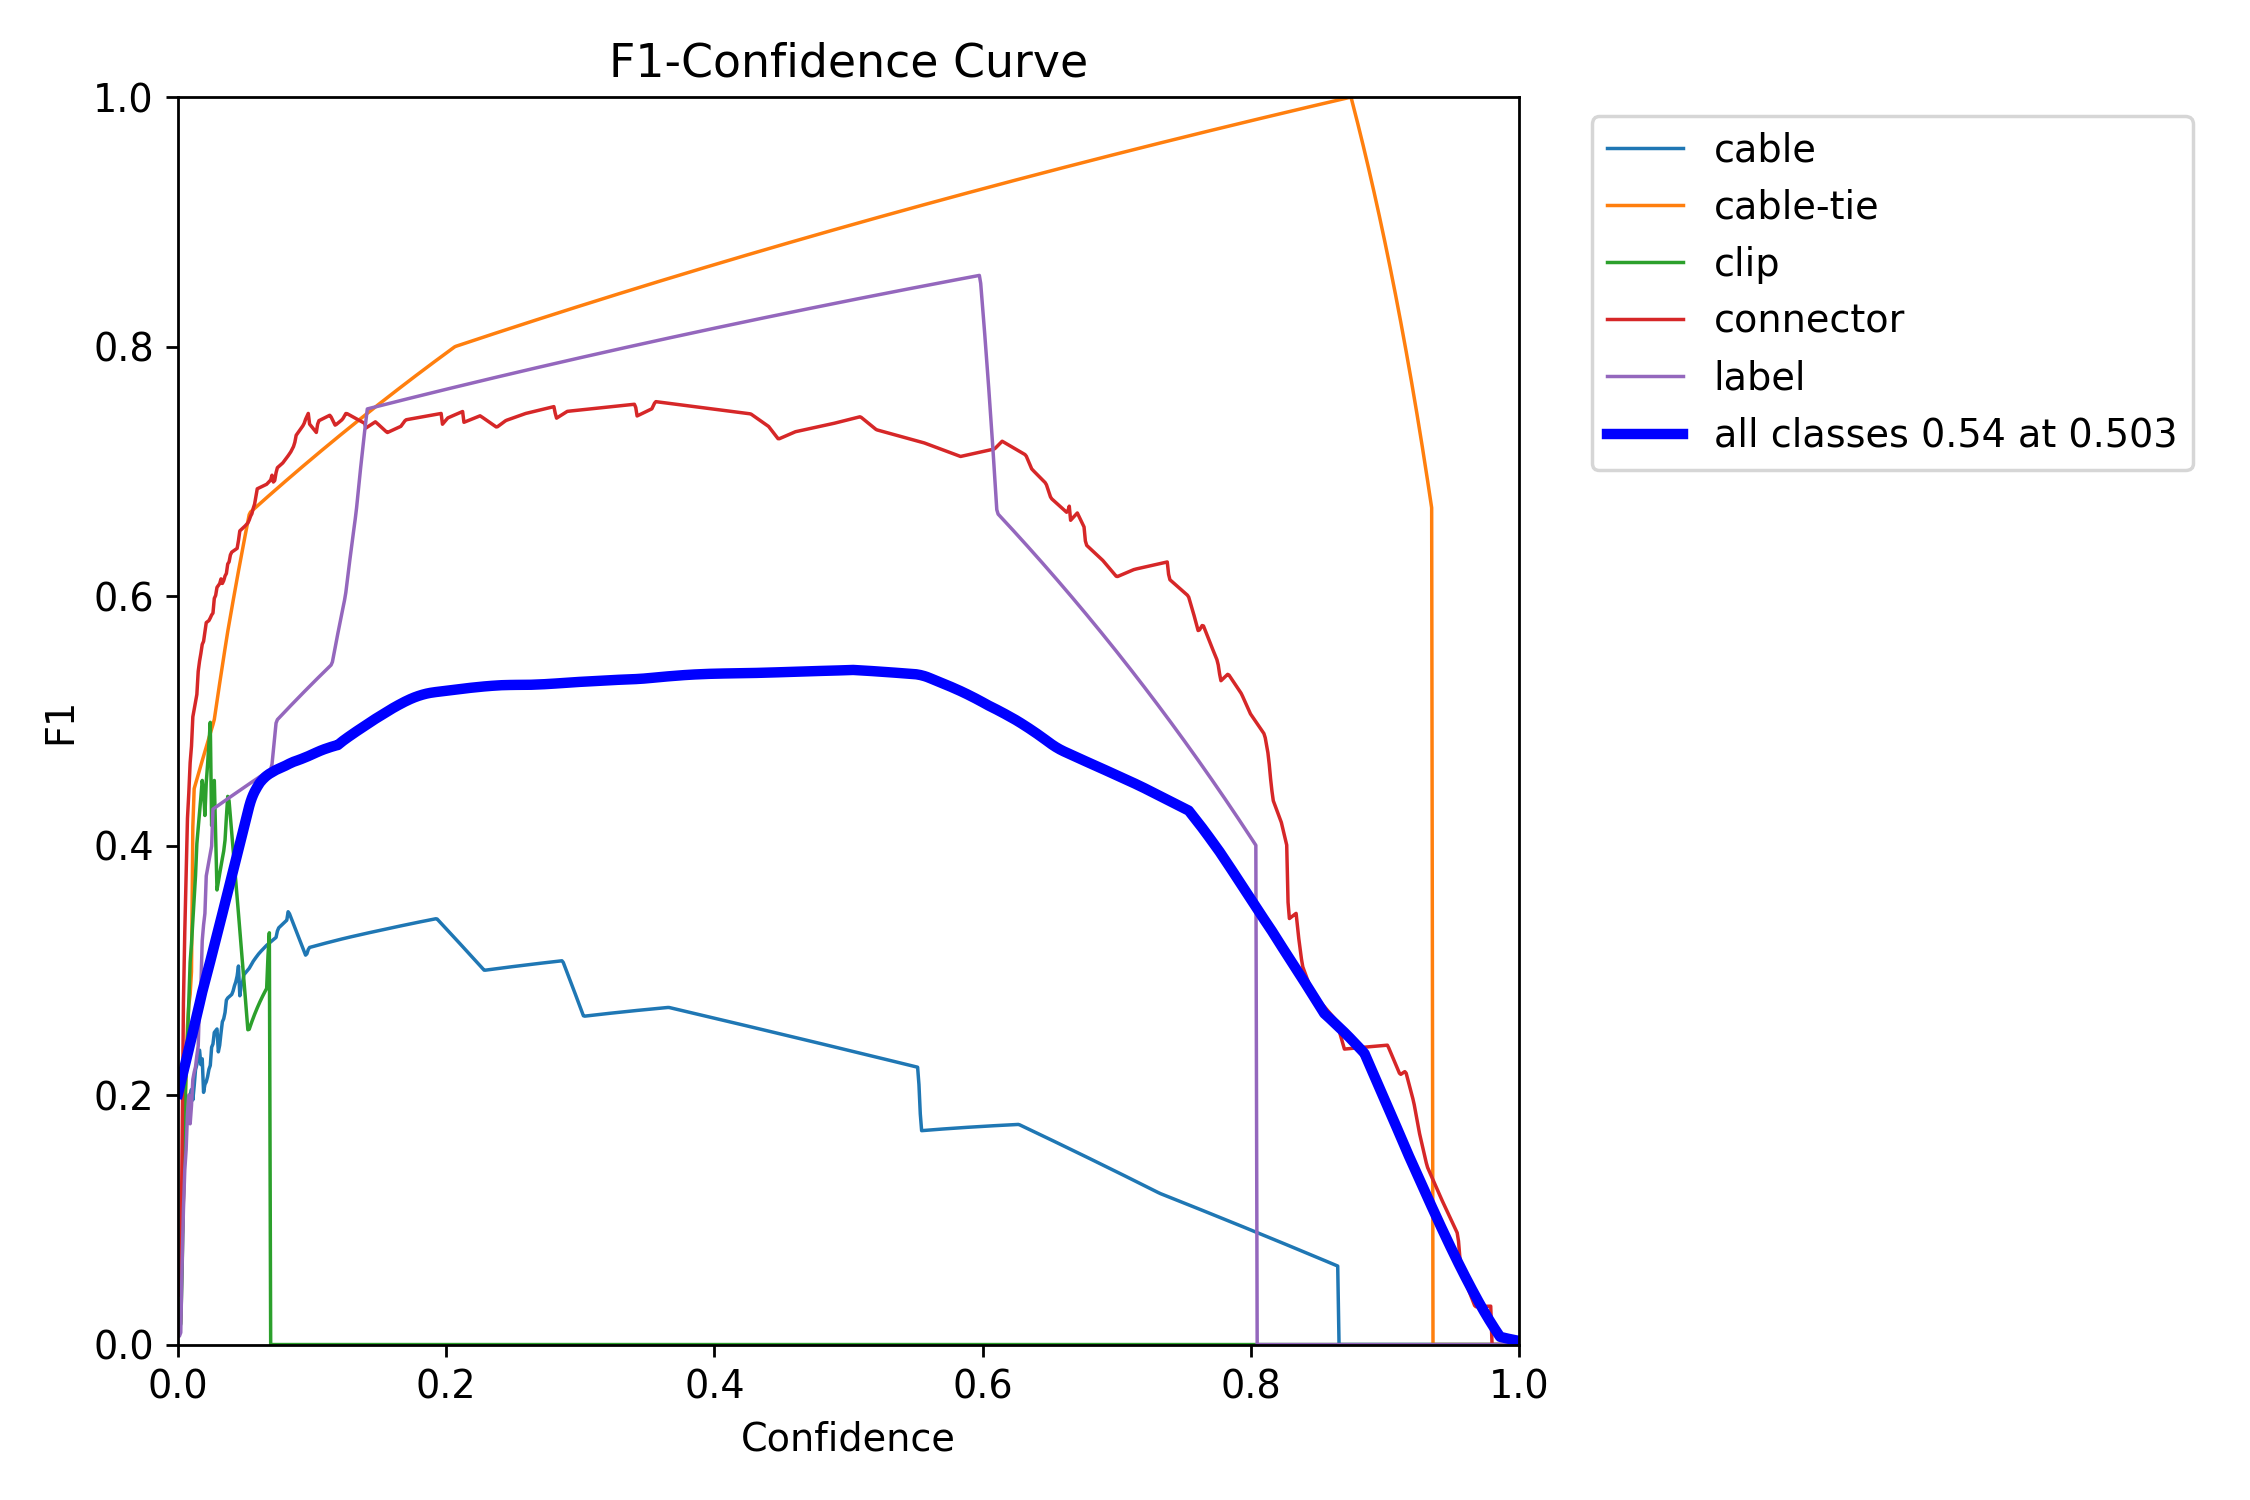 F1-Confidence Curve
1.0
0.8
0.6
0.4
0.2
0.0
F1
0.0 0.2 0.4 0.6 0.8 1.0
Confidence
cable
cable-tie
clip
connector
label
all classes 0.54 at 0.503